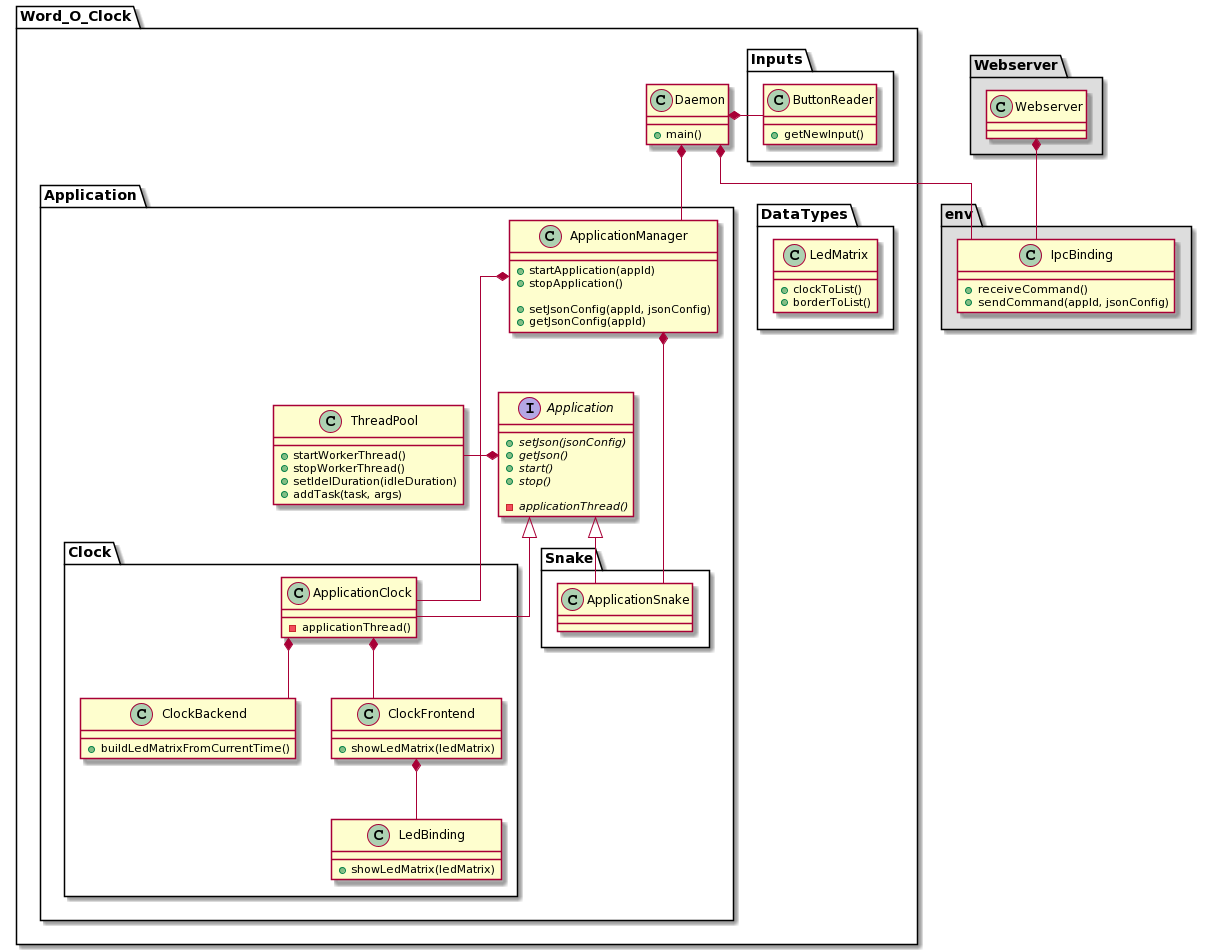 Word_O_Clock
Inputs
C ButtonReader
getNewInput()
C Daemon
main()
Webserver
C Webserver
Application
C ApplicationManager
startApplication(appId)
stopApplication()
setJsonConfig(appId, jsonConfig)
getJsonConfig(appId)
DataTypes
C LedMatrix
clockToList()
borderToList()
env
C IpcBinding
receiveCommand()
sendCommand(appId, jsonConfig)
C ThreadPool
startWorkerThread()
stopWorkerThread()
setIdelDuration(idleDuration)
addTask(task, args)
I Application
setJson(jsonConfig)
getJson()
start()
stop()
applicationThread()
Clock
C ApplicationClock
applicationThread()
Snake
C ApplicationSnake
C ClockBackend
buildLedMatrixFromCurrentTime()
C ClockFrontend
showLedMatrix(ledMatrix)
C LedBinding
showLedMatrix(ledMatrix)